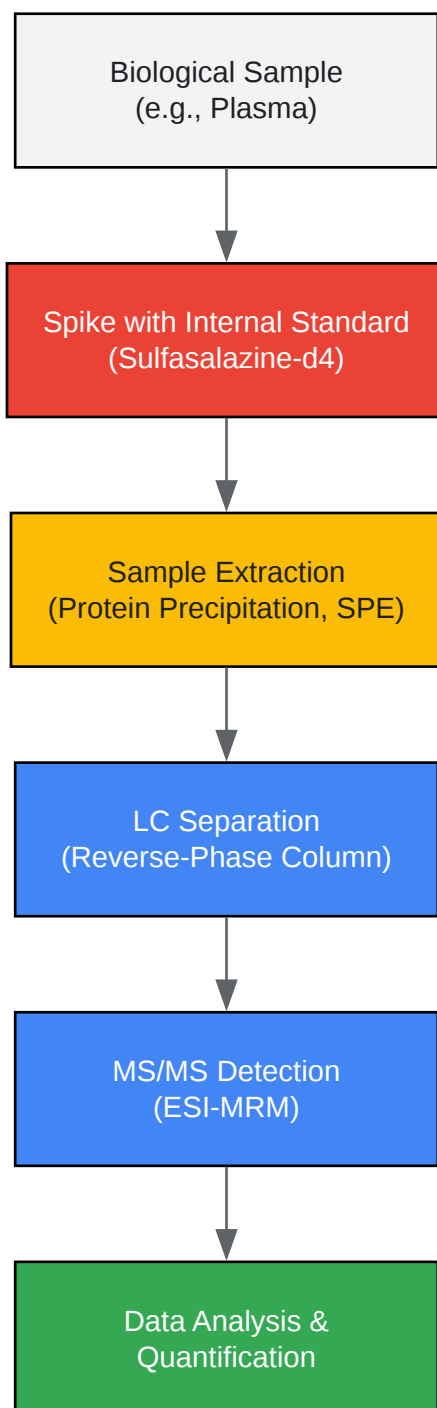 Biological Sample
(e.g., Plasma)
Spike with Internal Standard
(Sulfasalazine-d4)
Sample Extraction
(Protein Precipitation, SPE)
LC Separation
(Reverse-Phase Column)
MS/MS Detection
(ESI-MRM)
Data Analysis &
Quantification